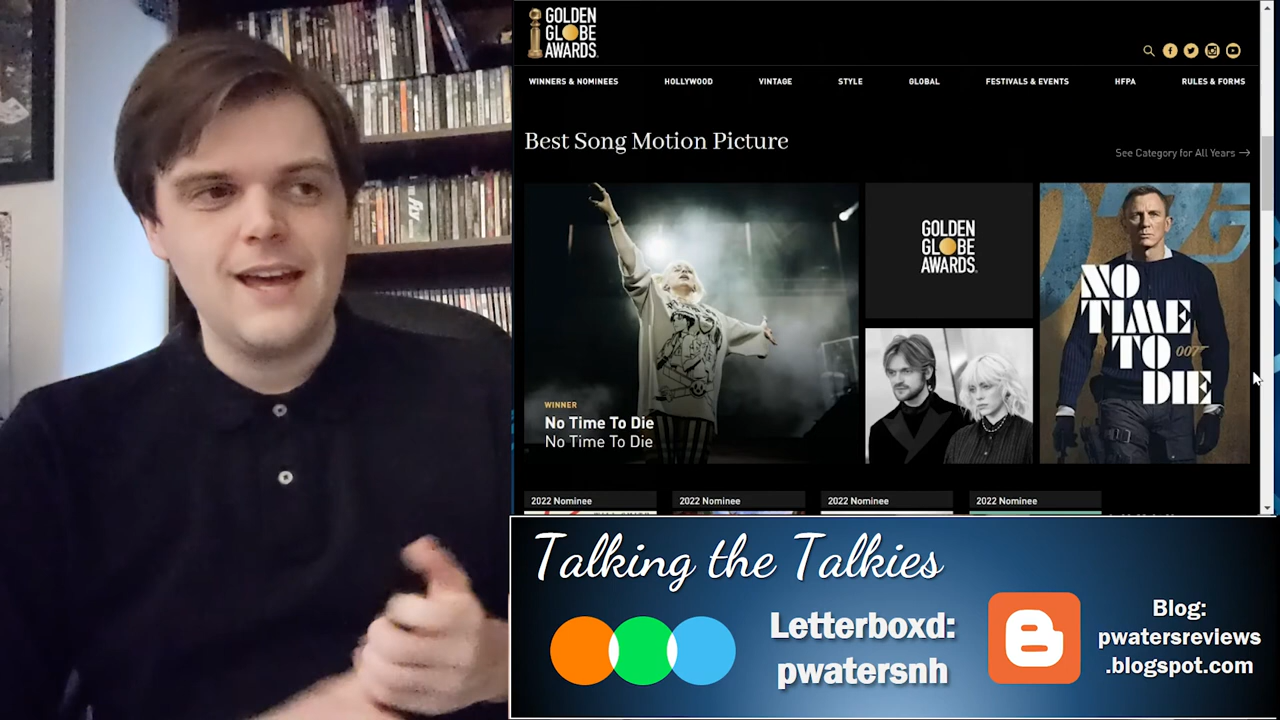 GOLDEN
GLOBE
AWARDS
WINNERS & NOMINEES
HOLLYWOOD
VINTAGE
STYLE
GLOBAL
FESTIVALS & EVENTS
HFPA
RULES & FORMS
Best Song Motion Picture
See Category for All Years →
GOLDEN
GLOBE
AWARDS
NO
TIME
TO
007
DIE
WINNER
No Time To Die
No Time To Die
2022 Nominee
2022 Nominee
2022 Nominee
2022 Nominee
Talking the Talkies
Letterboxd:
pwatersnh
Blog:
pwatersreviews
.blogspot.com